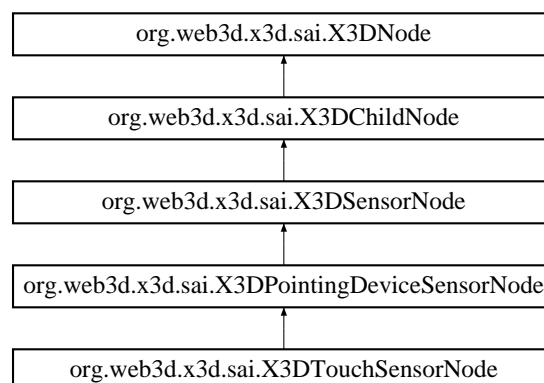 org.web3d.x3d.sai.X3DNode
org.web3d.x3d.sai.X3DChildNode
org.web3d.x3d.sai.X3DSensorNode
org.web3d.x3d.sai.X3DPointingDeviceSensorNode
org.web3d.x3d.sai.X3DTouchSensorNode